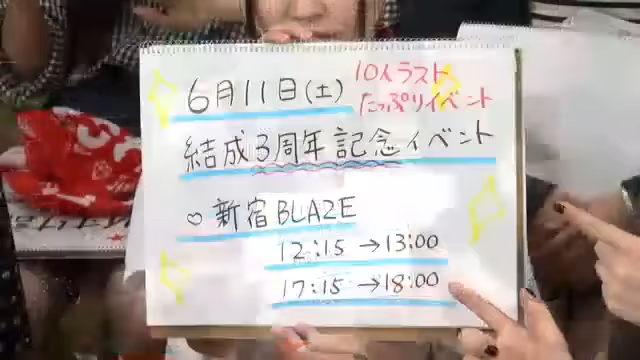 6月11日(土)
10人ラスト
たっぷりイベント
結成3周年記念イベント
♡新宿BLAZE
12:15→13:00
17:15→18:00